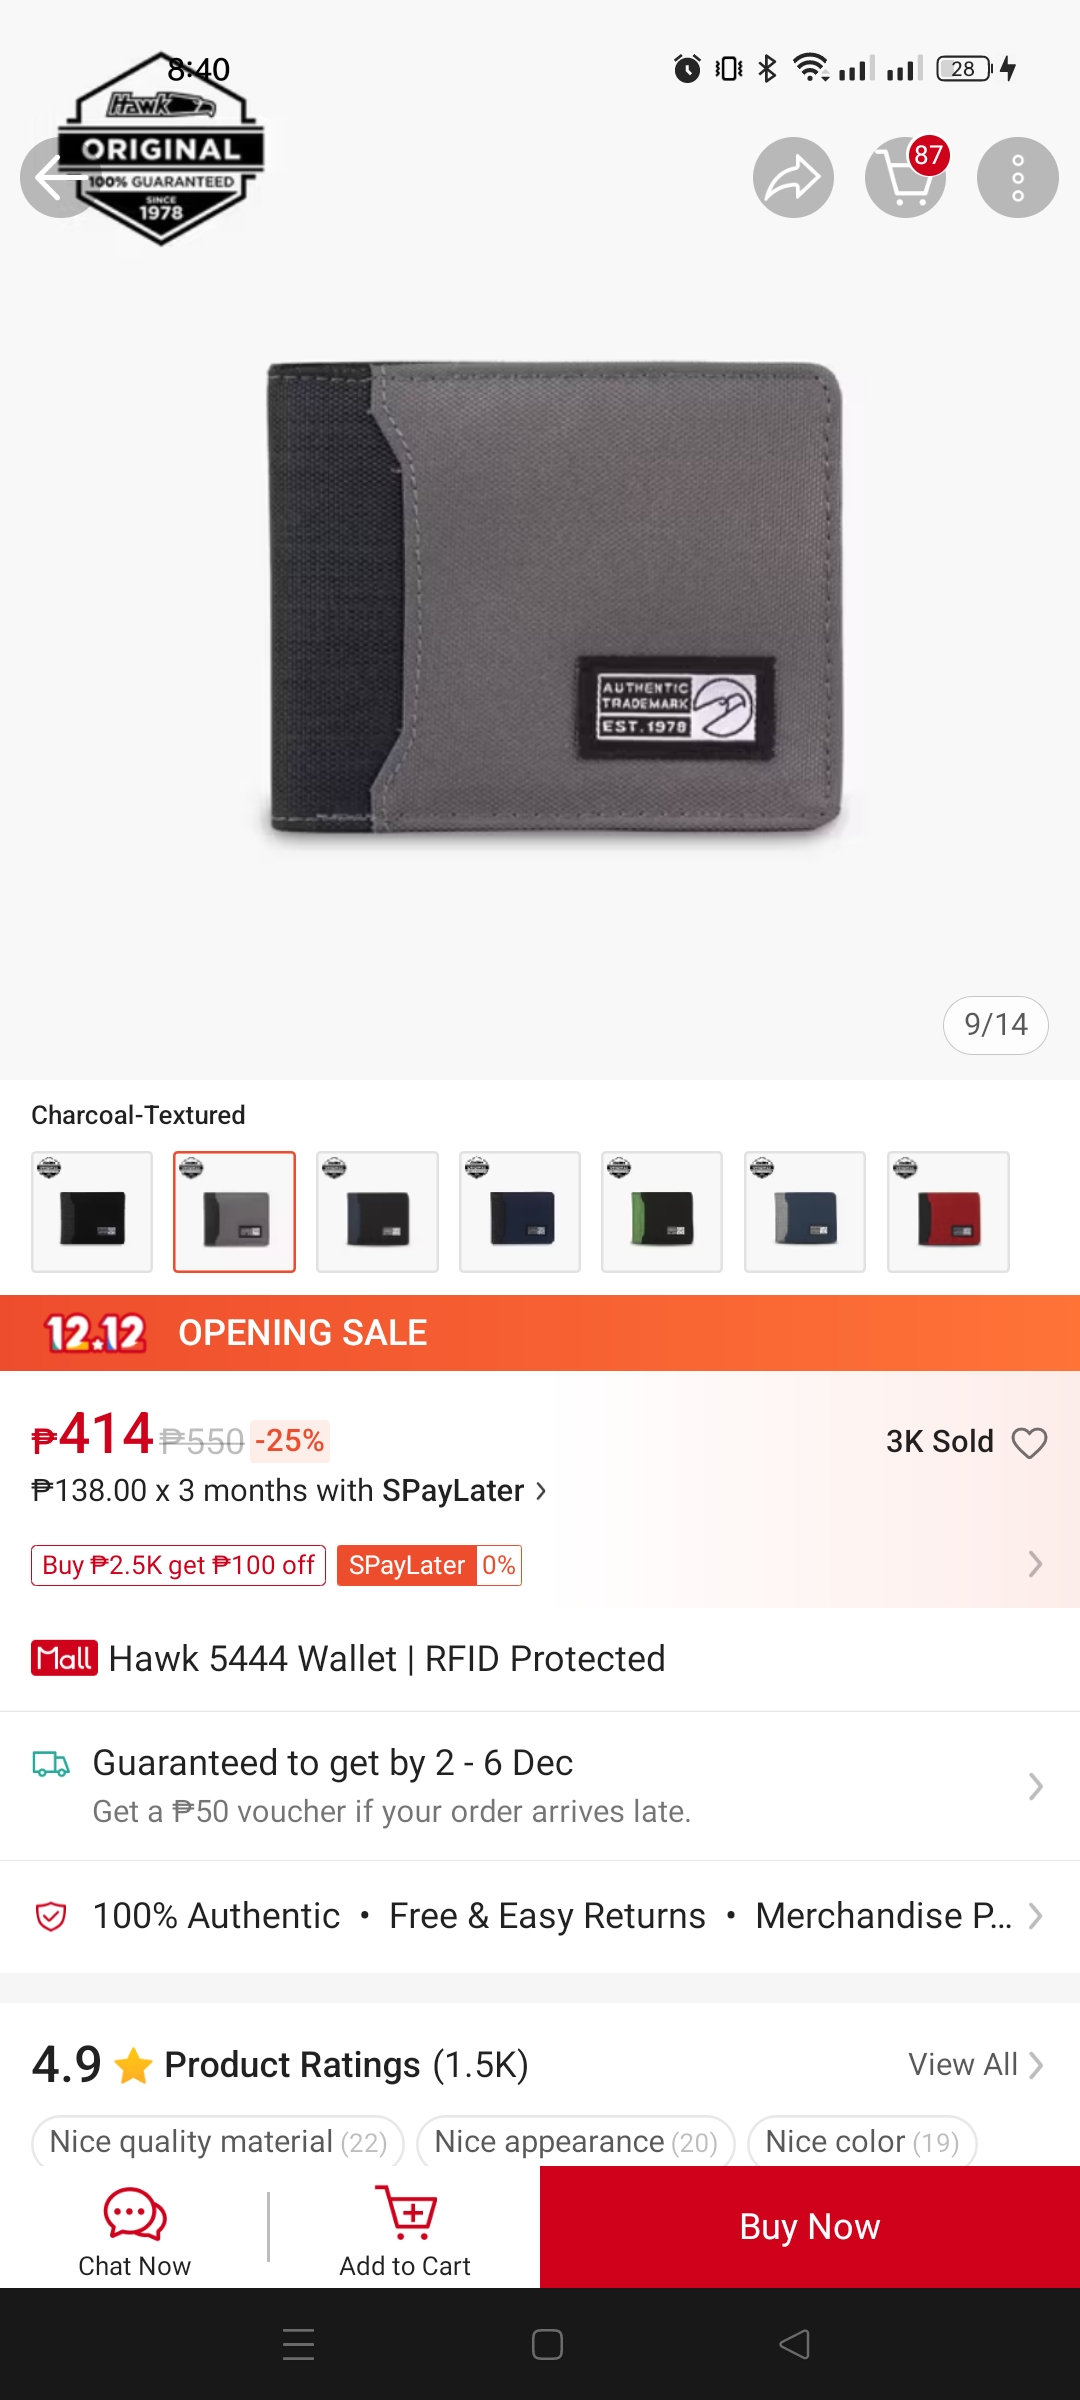 8:40
28
Hawk
ORIGINAL
100% GUARANTEED
SINCE
1978
87
AUTHENTIC
TRADEMARK
EST. 1978
9/14
Charcoal-Textured
12.12 OPENING SALE
₱414 ₱550 -25%
3K Sold
₱138.00 x 3 months with SPayLater >
Buy ₱2.5K get ₱100 off
SPayLater 0%
Mall Hawk 5444 Wallet | RFID Protected
Guaranteed to get by 2 - 6 Dec
Get a ₱50 voucher if your order arrives late.
100% Authentic • Free & Easy Returns • Merchandise P...
4.9 Product Ratings (1.5K)
View All
Nice quality material (22)
Nice appearance (20)
Nice color (19)
Chat Now
Add to Cart
Buy Now